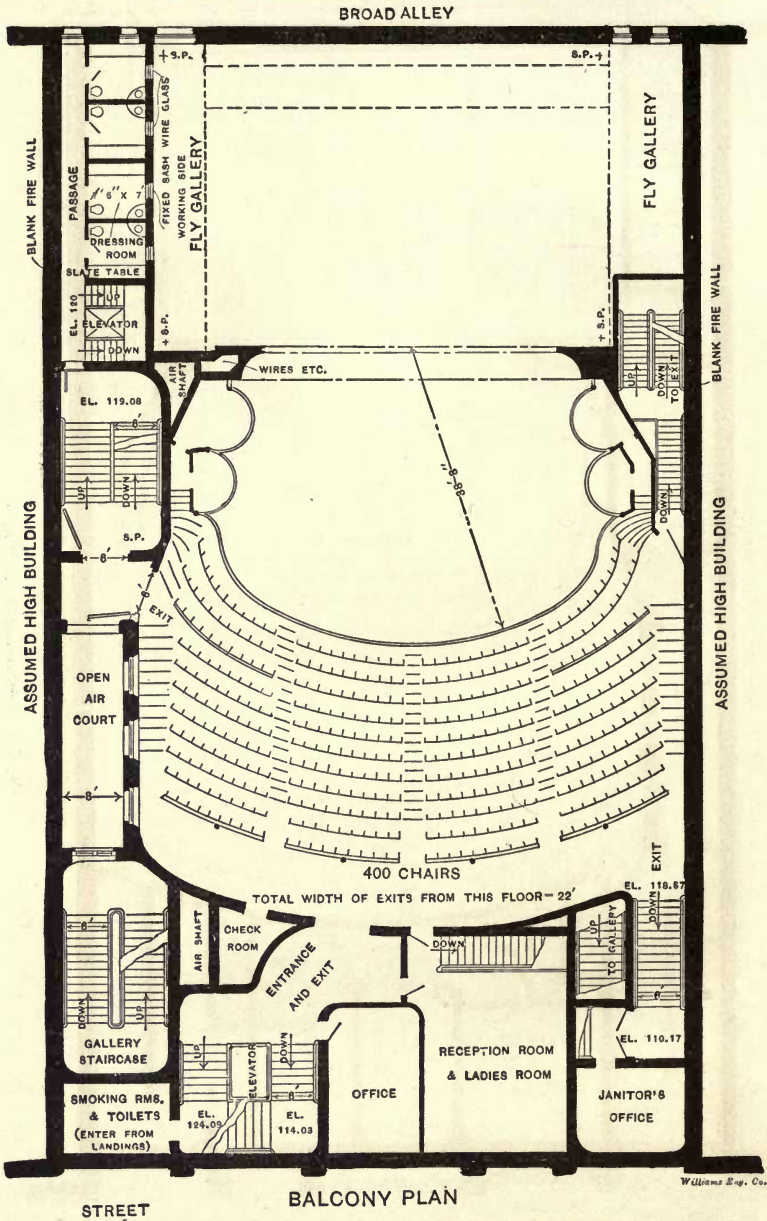 BROAD ALLEY
+ S.P.
S.P. +
BLANK FIRE WALL
PASSAGE
FIXED SASH WIRE GLASS
WORKING SIDE
FLY GALLERY
FLY GALLERY
6" X 7'
DRESSING
ROOM
SLATE TABLE
EL. 120
UP
ELEVATOR
DOWN
+ S.P.
+ S.P.
BLANK FIRE WALL
AIR
SHAFT
WIRES ETC.
UP
DOWN
TO EXIT
EL. 119.08
6'
UP
DOWN
38'8"
DOWN
S.P.
6'
6'
EXIT
ASSUMED HIGH BUILDING
ASSUMED HIGH BUILDING
OPEN
AIR
COURT
8'
400 CHAIRS
TOTAL WIDTH OF EXITS FROM THIS FLOOR-22'
EXIT
EL. 118.67
DOWN
6'
DOWN
UP
GALLERY
STAIRCASE
AIR SHAFT
CHECK
ROOM
ENTRANCE
AND EXIT
DOWN
UP
TO GALLERY
6'
EL. 110.17
UP
ELEVATOR
DOWN
6'
EL.
124.09
EL.
114.03
OFFICE
RECEPTION ROOM
& LADIES ROOM
JANITOR'S
OFFICE
SMOKING RMS.
& TOILETS
(ENTER FROM
LANDINGS)
Williams Eng. Co.
BALCONY PLAN
STREET